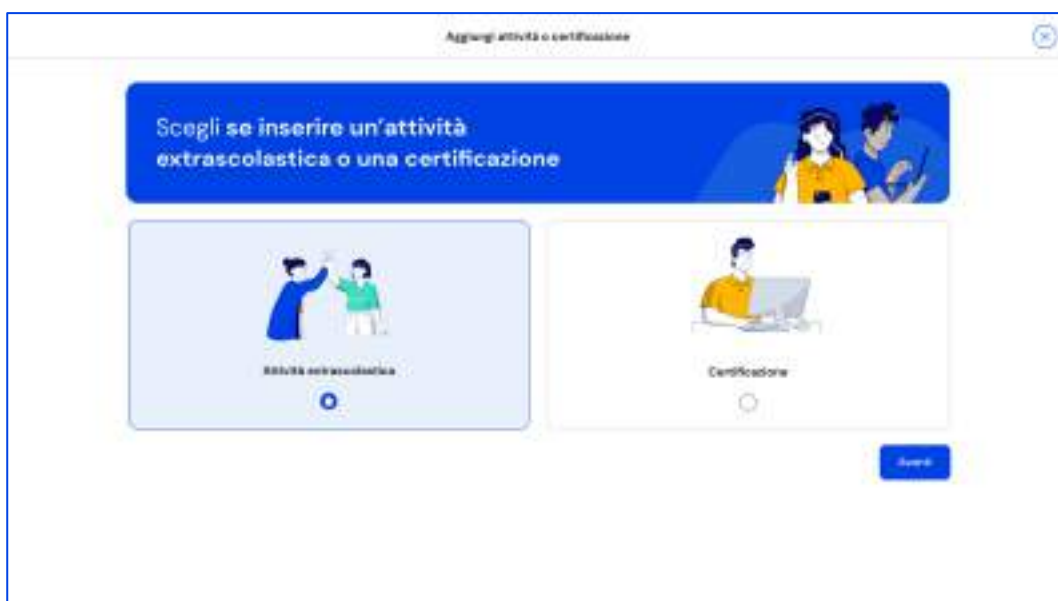 Aggiungi attività o certificazione
Scegli se inserire un'attività
extrascolastica o una certificazione
Attività extrascolastica
Certificazione
Avanti